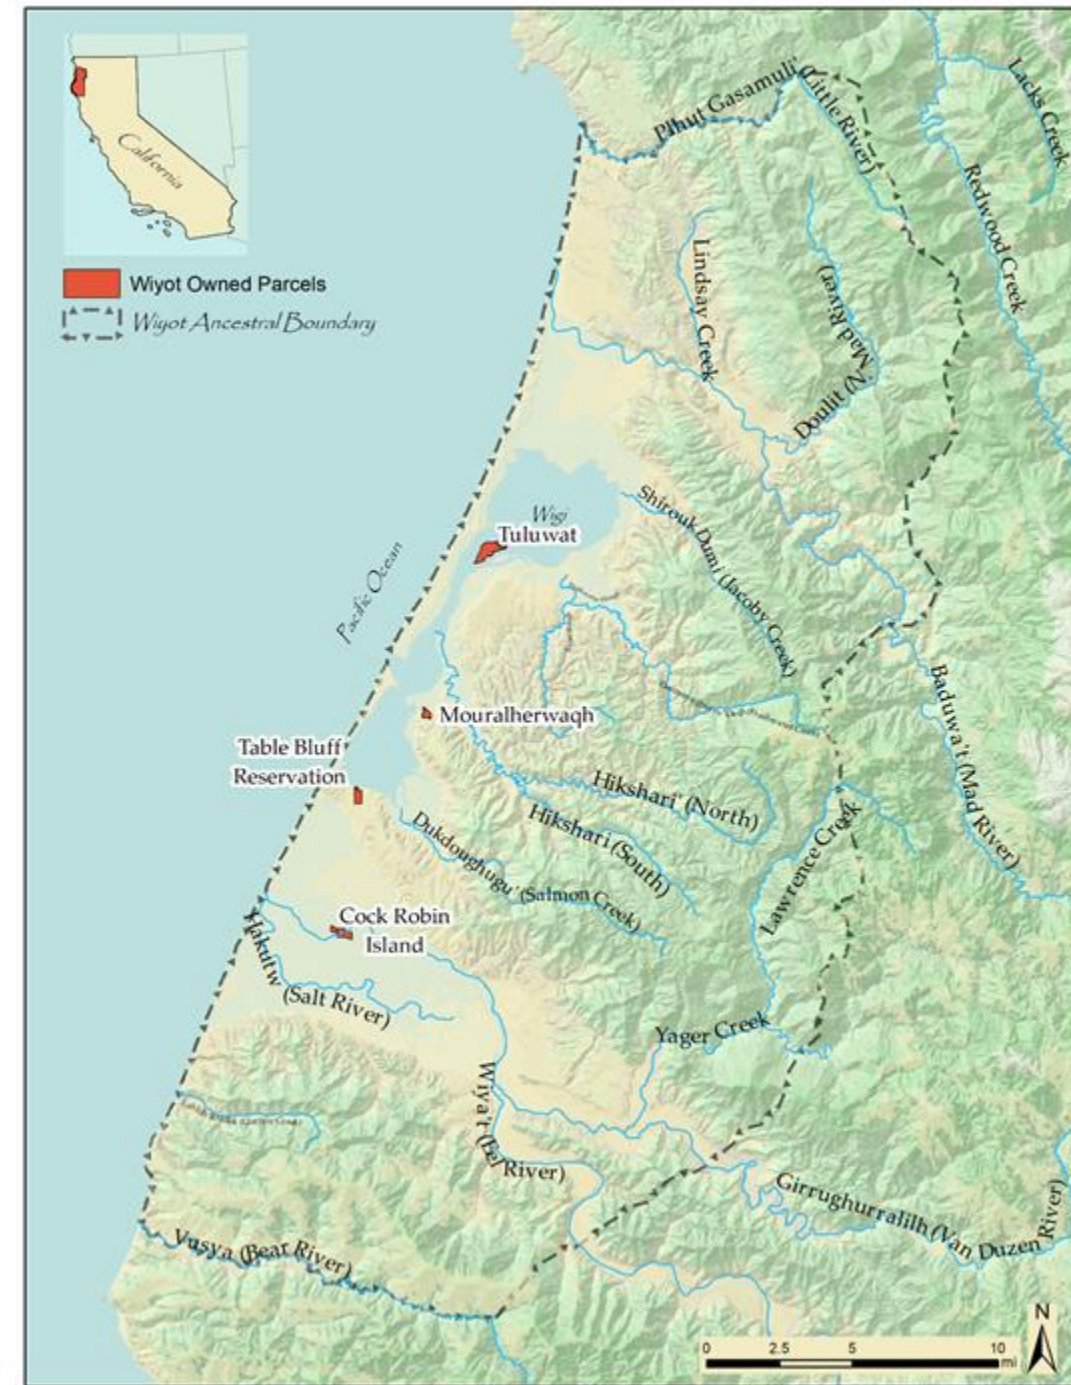 California
Wiyot Owned Parcels
Wiyot Ancestral Boundary
Plhut Gasamuli' (Little River)
Lacks Creek
Redwood Creek
Lindsay Creek
Doulit (N. Mad River)
Wigi
Tuluwat
Shirouk Dumi (Jacoby Creek)
Pacific Ocean
Baduwa't (Mad River)
Mouralherwaqh
Table Bluff
Reservation
Hikshari' (North)
Hikshari (South)
Dukdoughugu' (Salmon Creek)
Lawrence Creek
Cock Robin
Island
Hakutw (Salt River)
Yager Creek
Wiya't (Eel River)
Girrughurralilh (Van Duzen River)
Vusya (Bear River)
N
0 2.5 5 10
mi